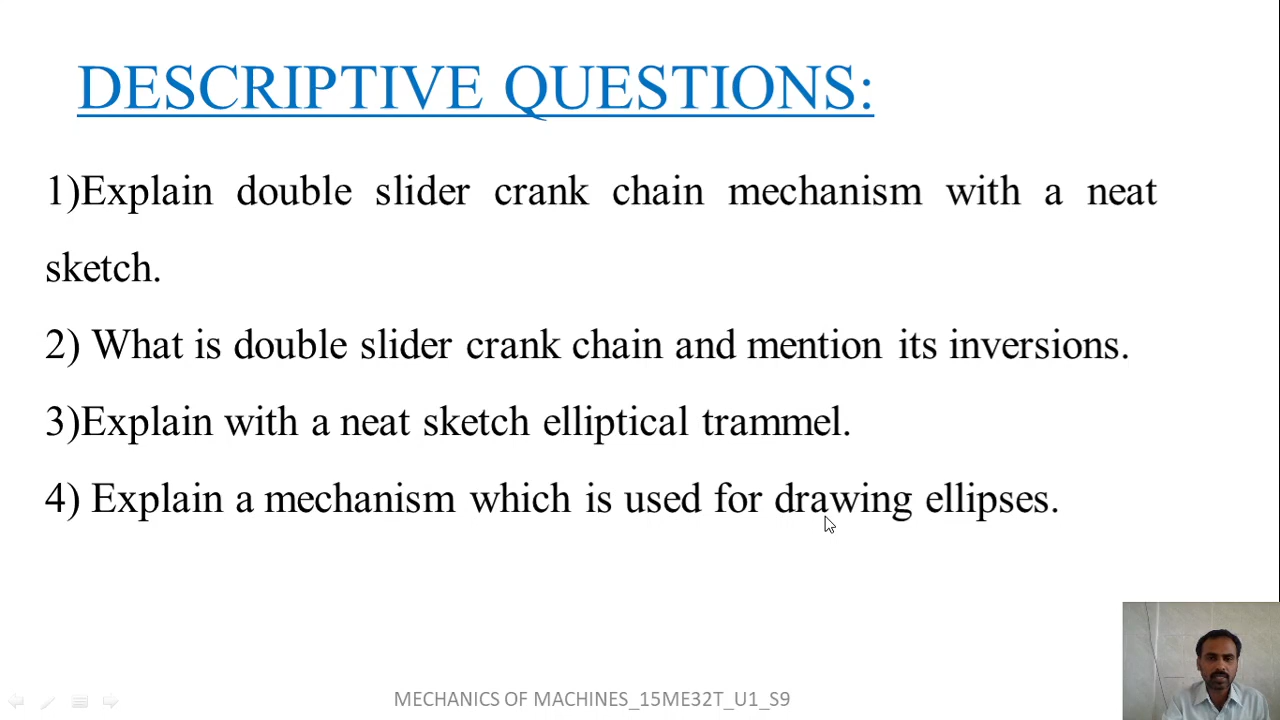 DESCRIPTIVE QUESTIONS:
1)Explain double slider crank chain mechanism with a neat
sketch.
2) What is double slider crank chain and mention its inversions.
3)Explain with a neat sketch elliptical trammel.
4) Explain a mechanism which is used for drawing ellipses.
MECHANICS OF MACHINES_15ME32T_U1_S9